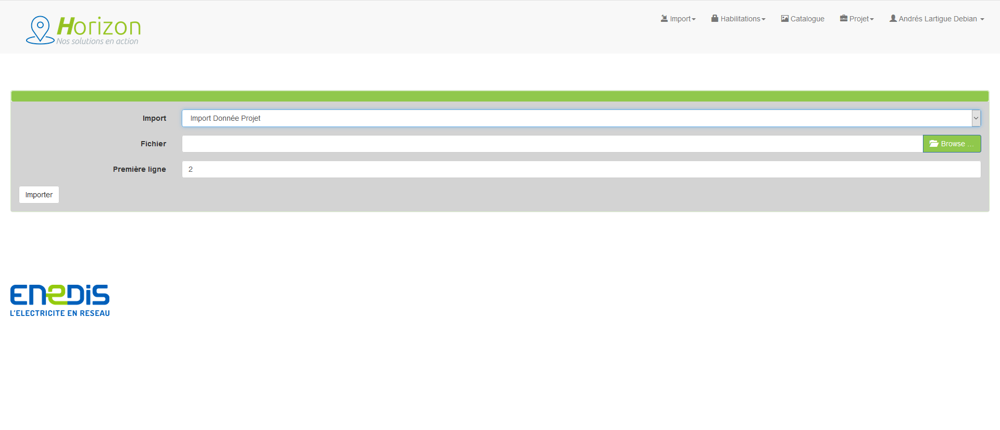 Horizon
Nos solutions en action
Import
Habilitations
Catalogue
Projet
Andrés Lartigue Debian
Import
Import Donnée Projet
Fichier
Browse ...
Première ligne
2
Importer
ENEDIS
L'ELECTRICITE EN RESEAU